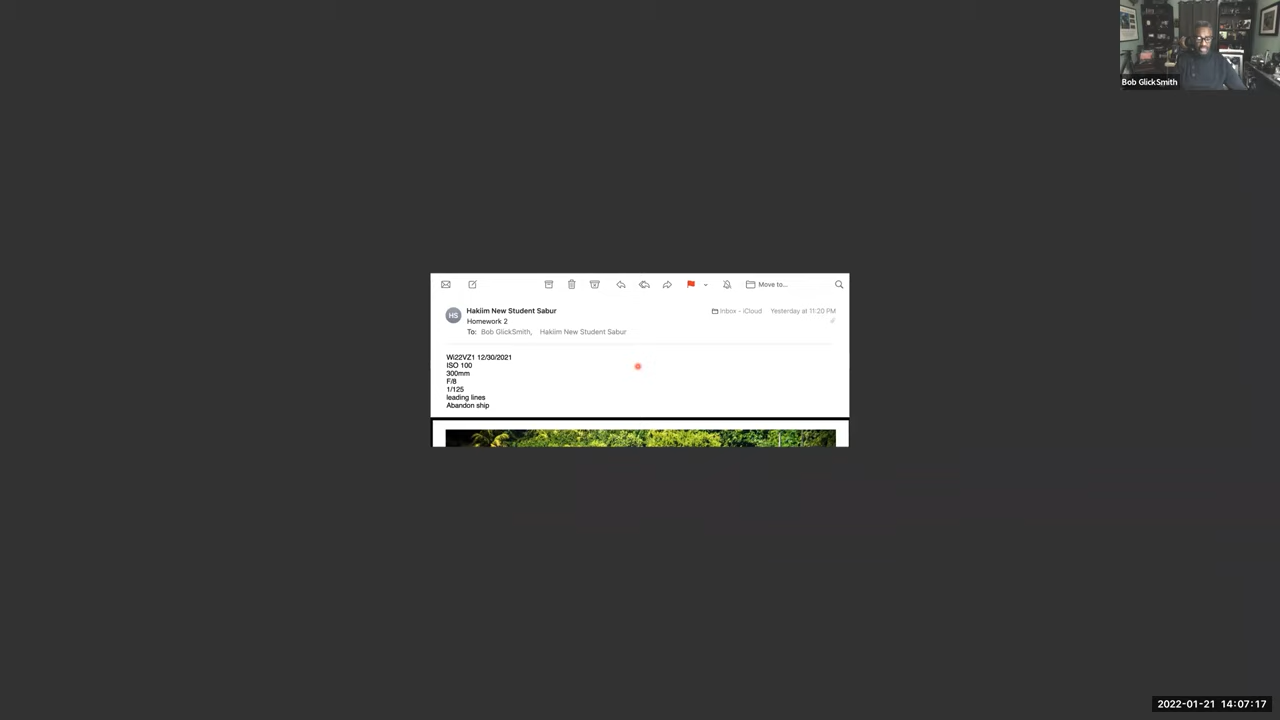 Bob GlickSmith
Move to...
HS
Hakiim New Student Sabur
Inbox - iCloud
Yesterday at 11:20 PM
Homework 2
To: Bob GlickSmith, Hakiim New Student Sabur
Wi22VZ1 12/30/2021
ISO 100
300mm
F/8
1/125
leading lines
Abandon ship
2022-01-21 14:07:17